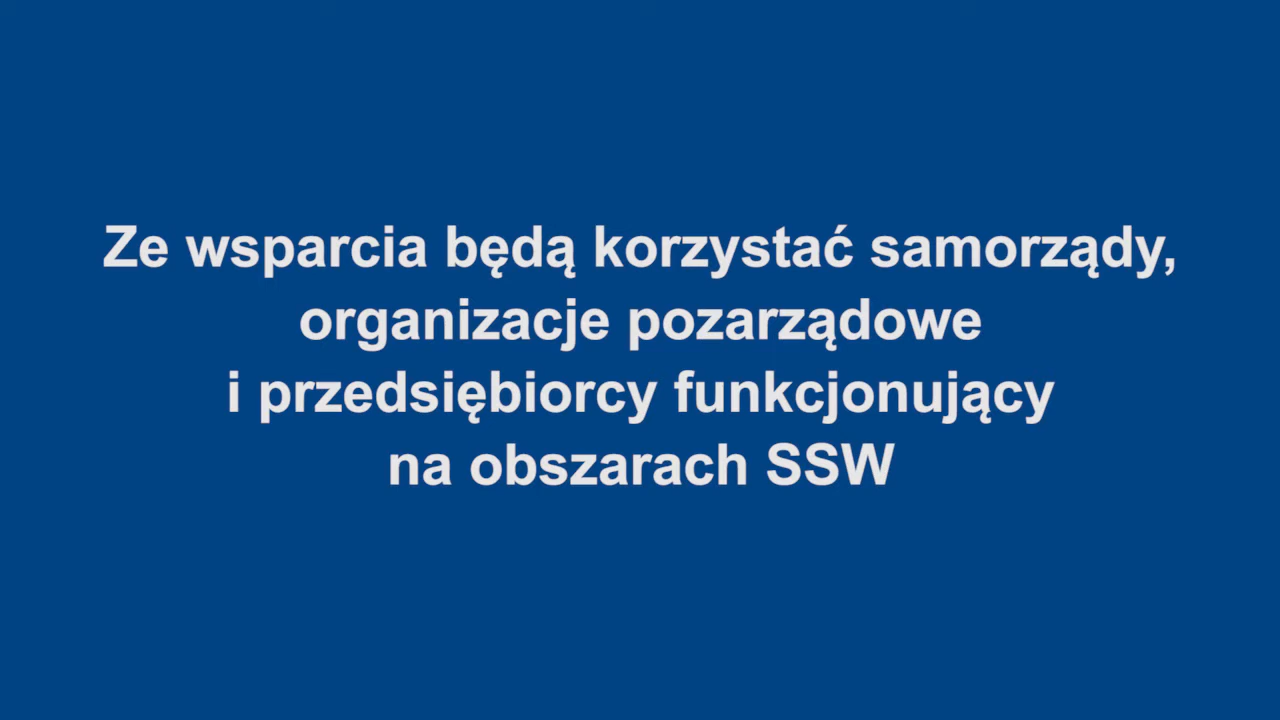 Ze wsparcia będą korzystać samorządy,
organizacje pozarządowe
i przedsiębiorcy funkcjonujący
na obszarach SSW